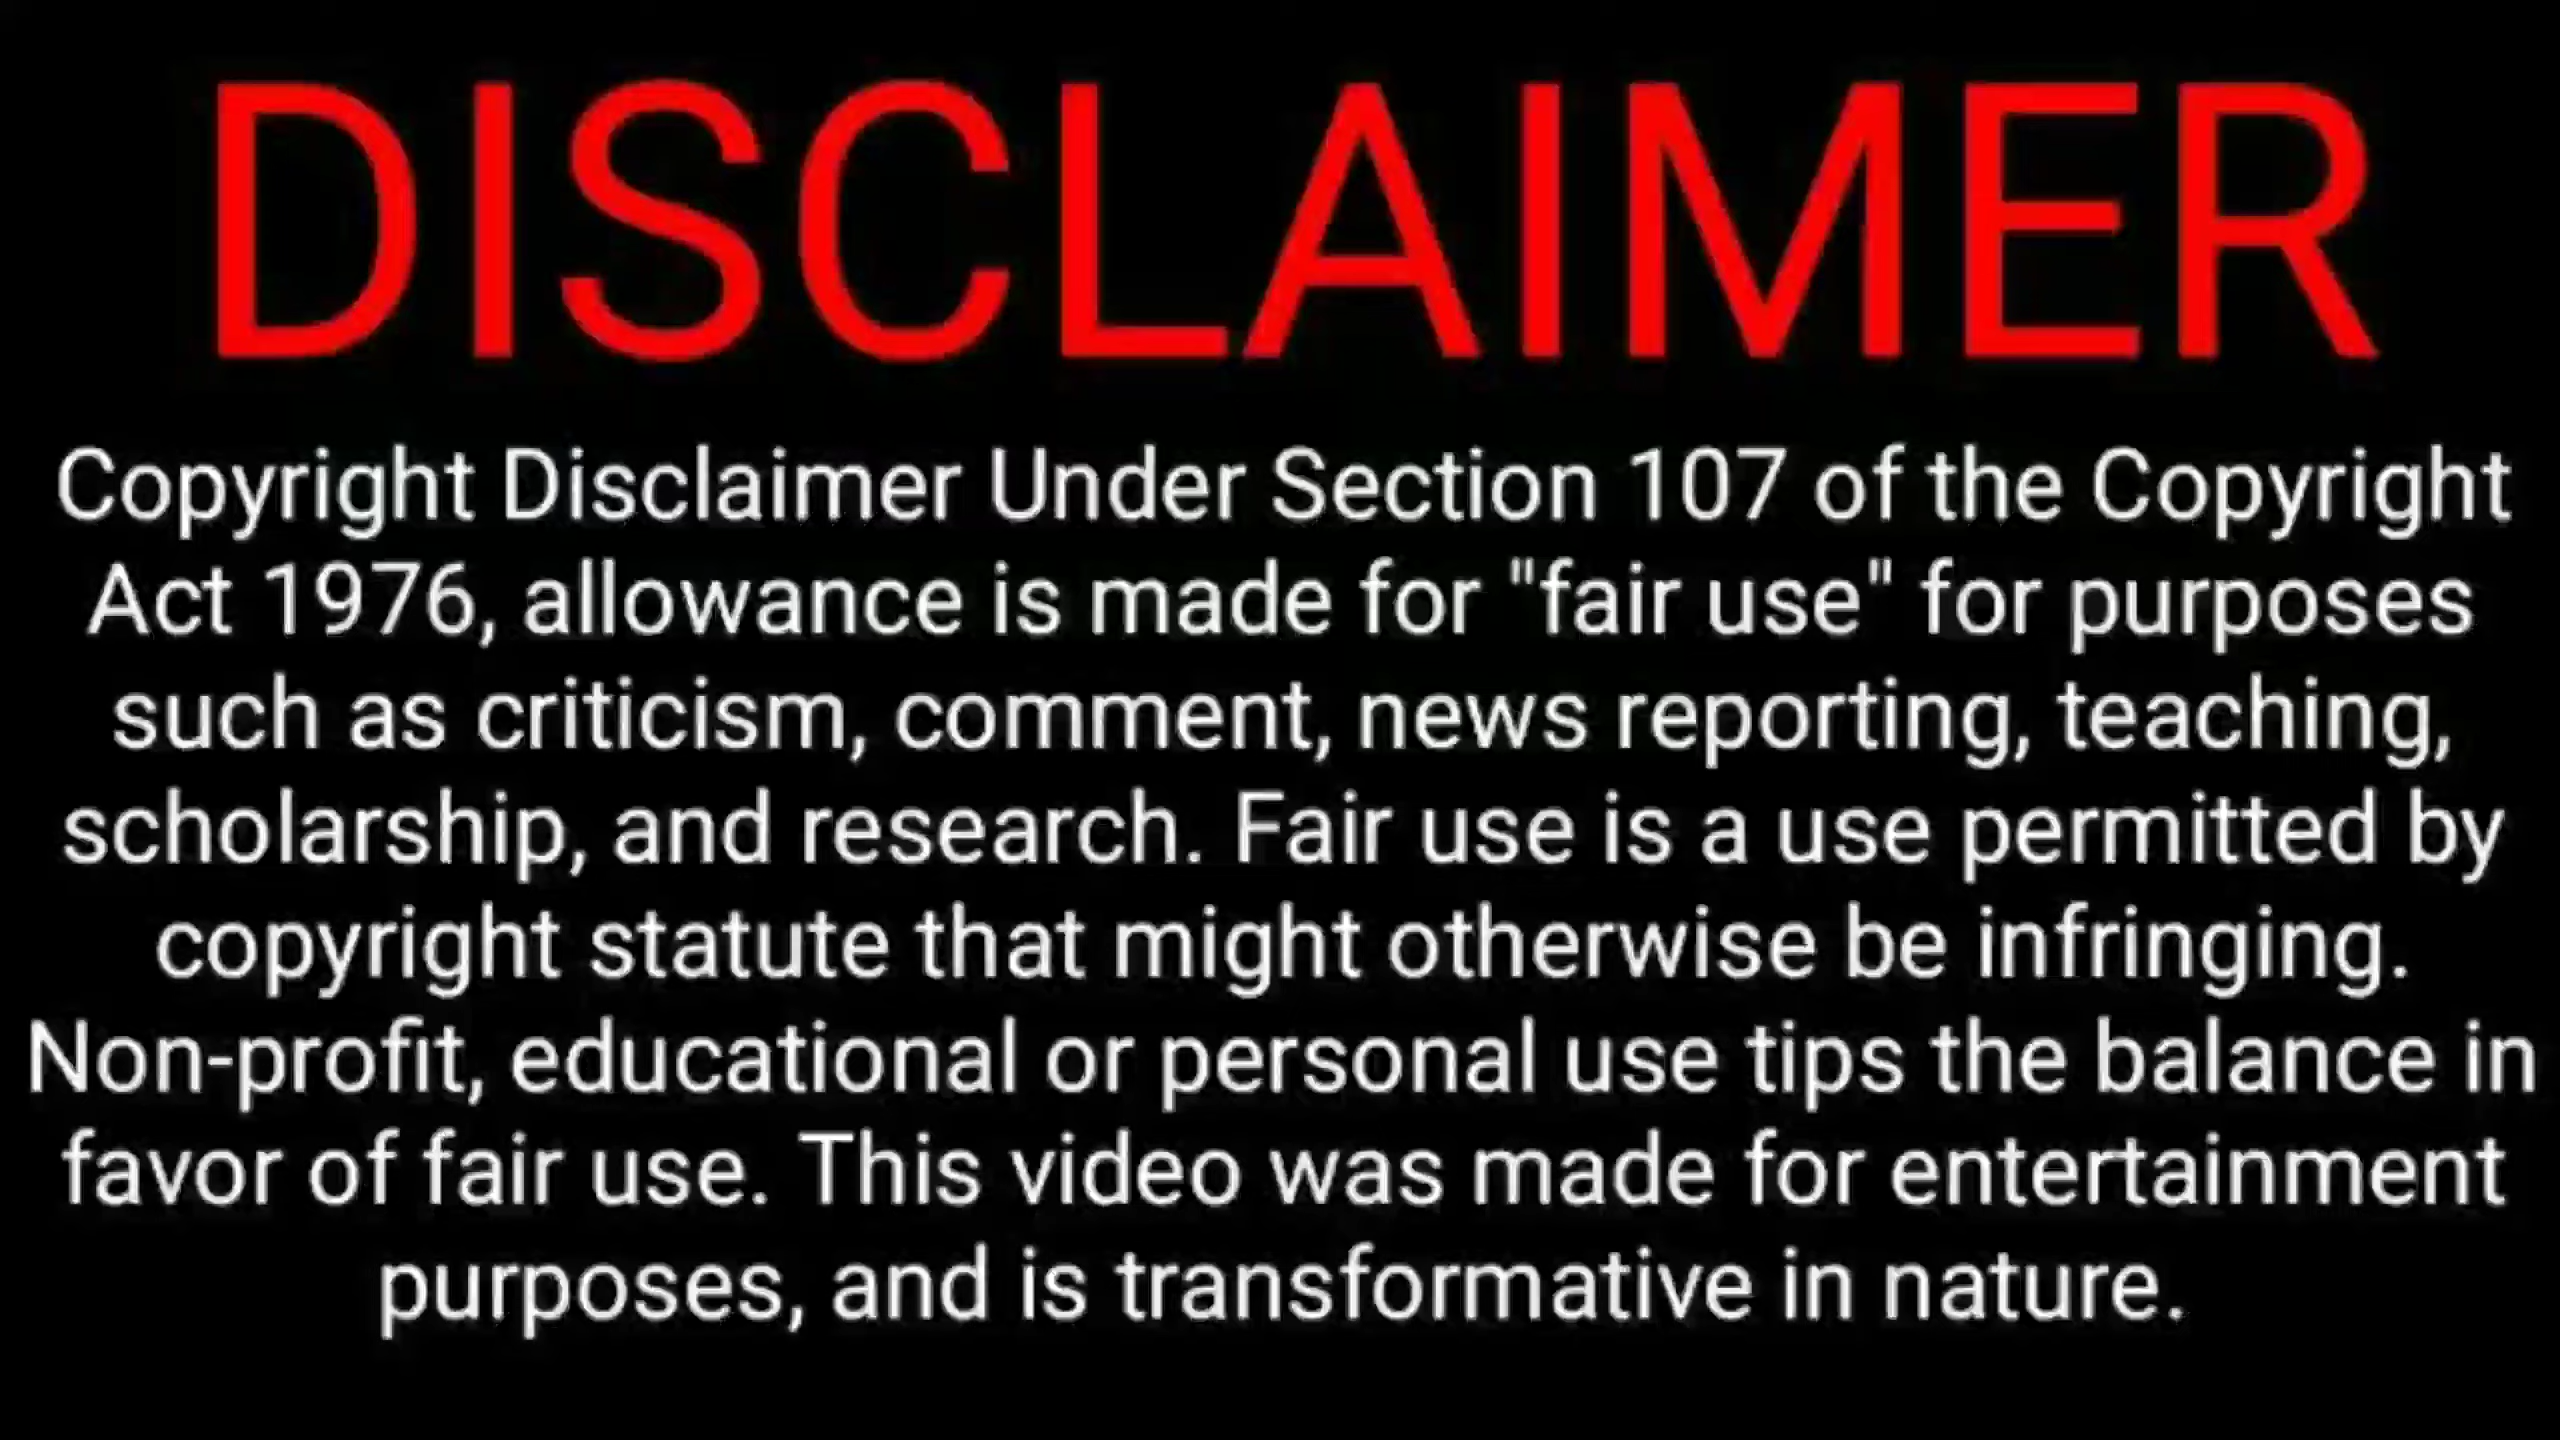 DISCLAIMER
Copyright Disclaimer Under Section 107 of the Copyright
Act 1976, allowance is made for "fair use" for purposes
such as criticism, comment, news reporting, teaching,
scholarship, and research. Fair use is a use permitted by
copyright statute that might otherwise be infringing.
Non-profit, educational or personal use tips the balance in
favor of fair use. This video was made for entertainment
purposes, and is transformative in nature.